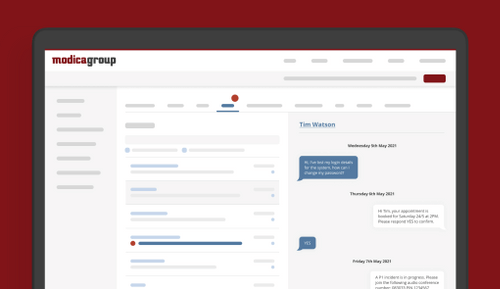 modicagroup
Tim Watson
Wednesday 5th May 2021
Hi, I've lost my login details
for the system, how can I
change my password?
Thursday 6th May 2021
Hi Tim, your appointment is
booked for Saturday 24/5 at 2PM.
Please respond YES to confirm.
YES
Friday 7th May 2021
A P1 incident is in progress. Please
join the following audio conference